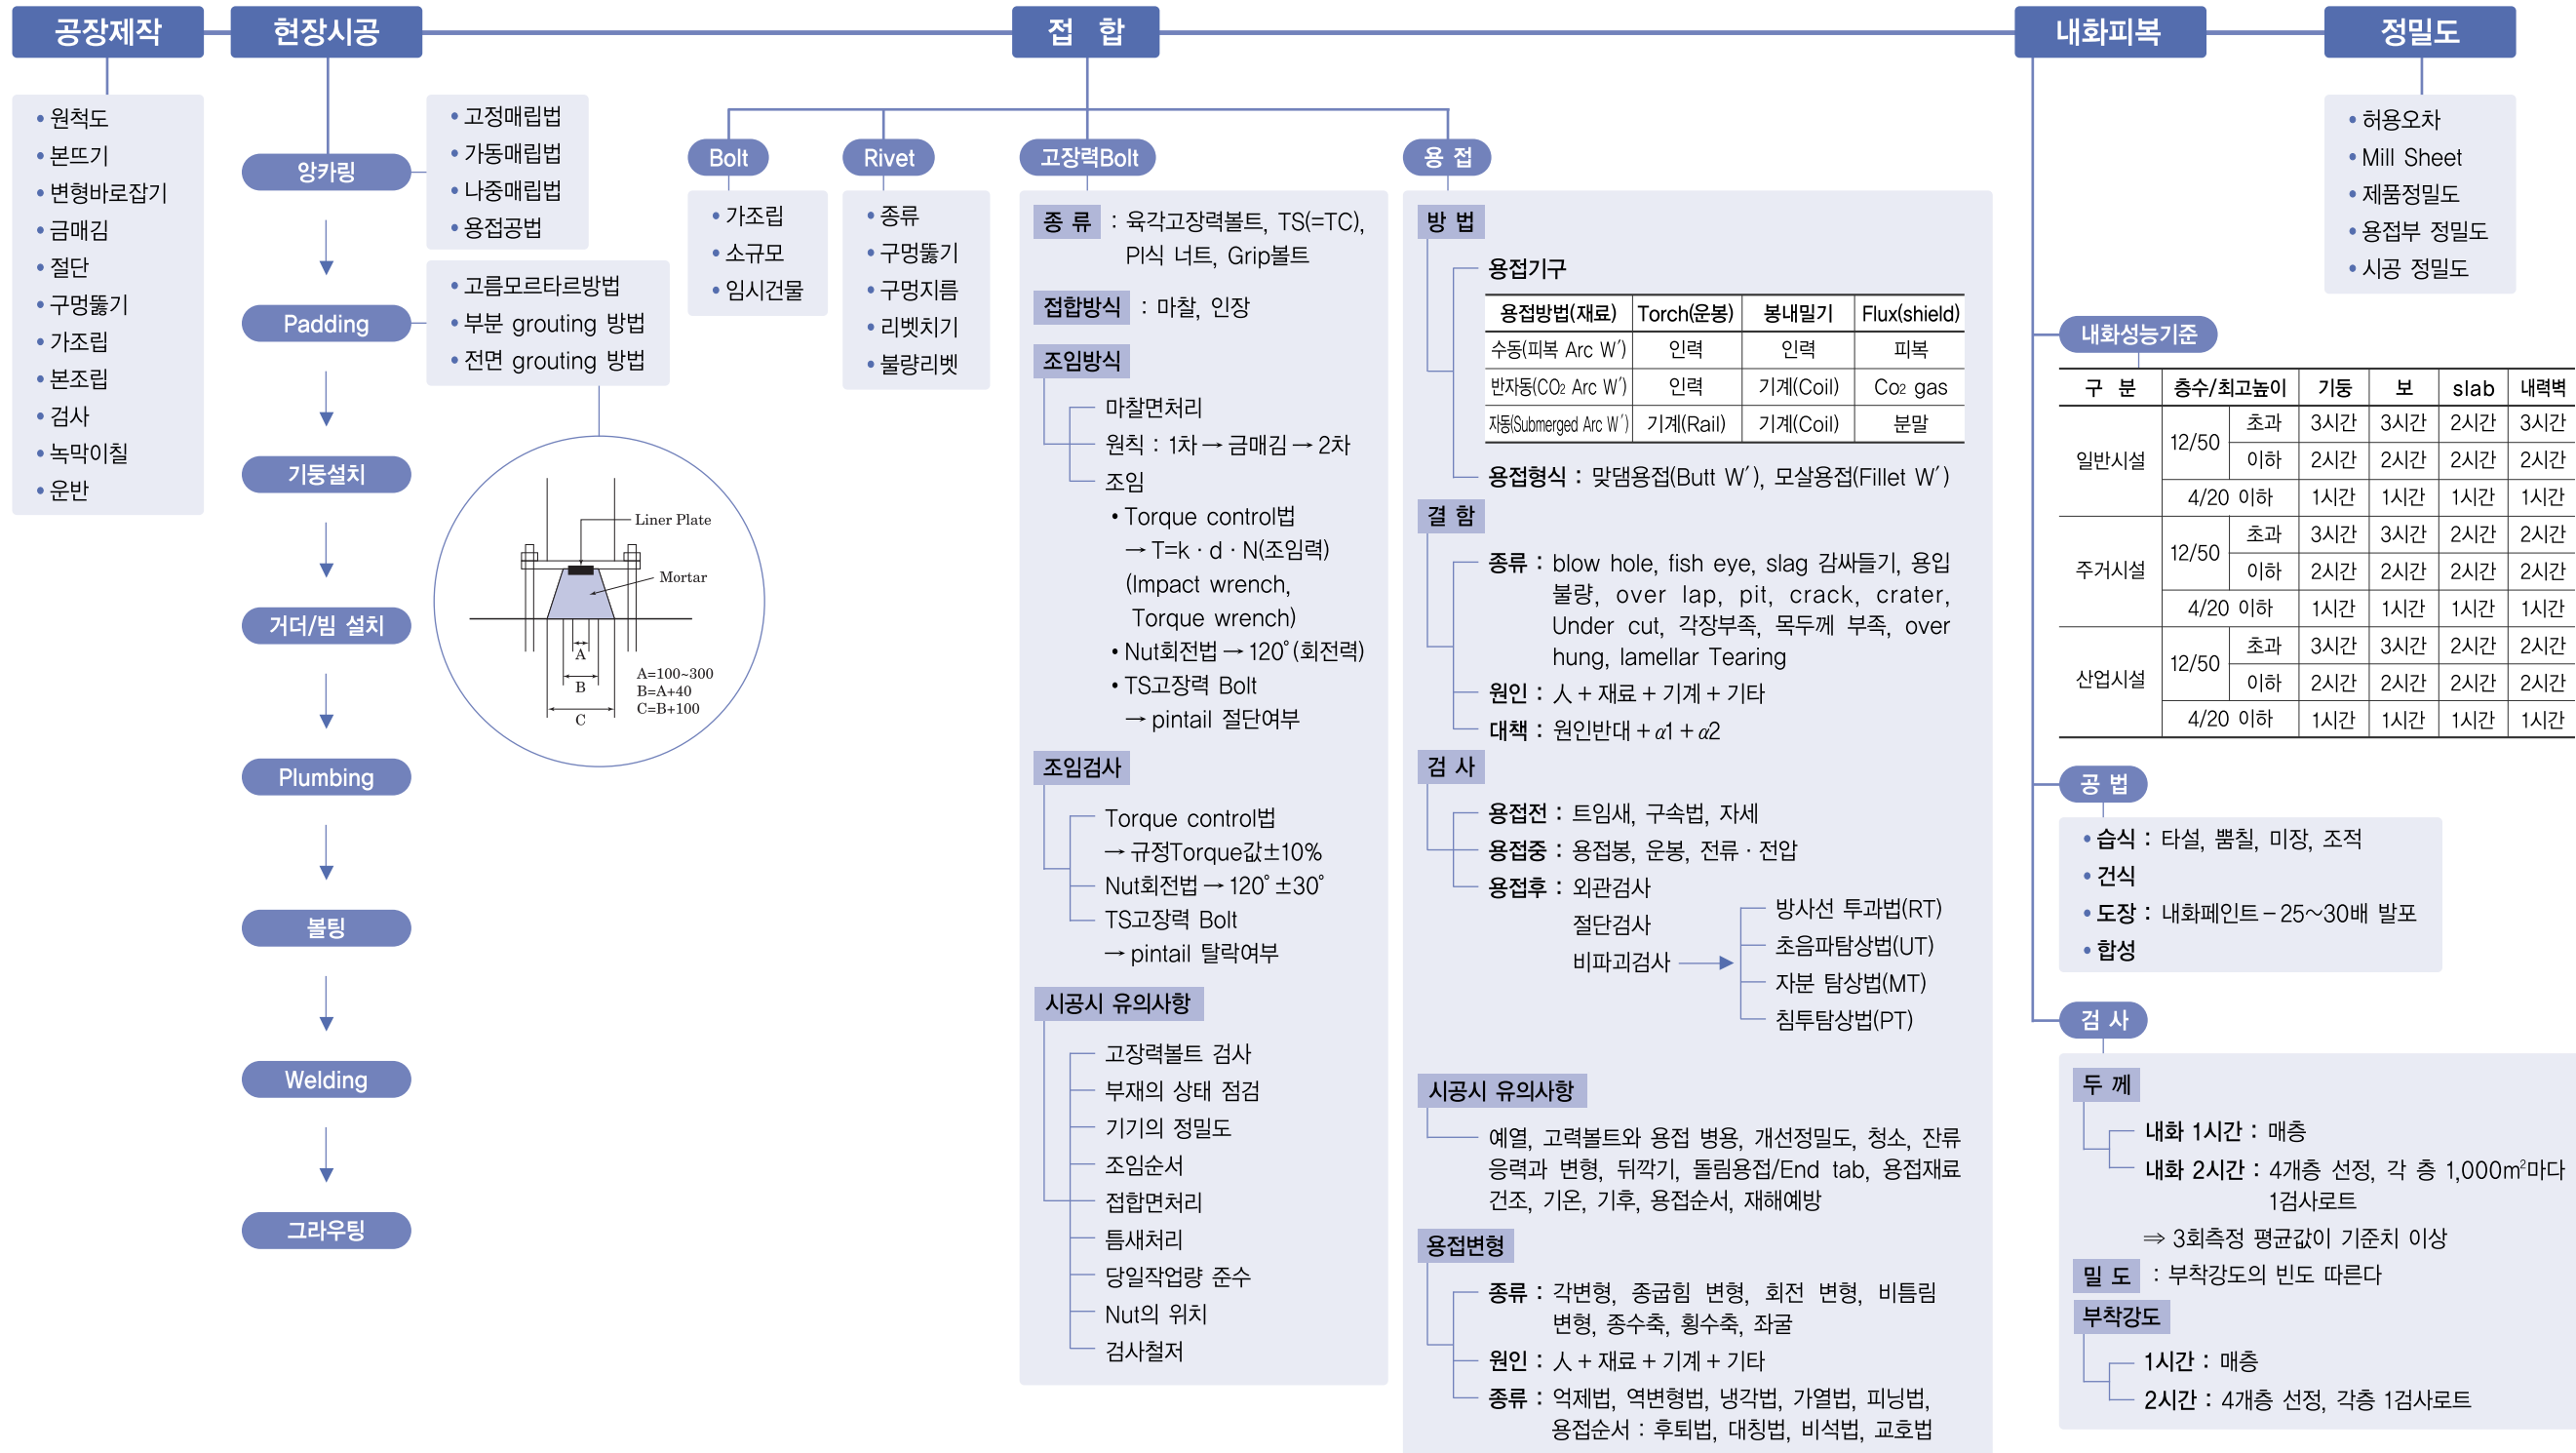 공장제작
현장시공
접 합
내화피복
정밀도
• 원척도
• 본뜨기
• 변형바로잡기
• 금매김
• 절단
• 구멍뚫기
• 가조립
• 본조립
• 검사
• 녹막이칠
• 운반
앙카링
• 고정매립법
• 가동매립법
• 나중매립법
• 용접공법
Padding
• 고름모르타르방법
• 부분 grouting 방법
• 전면 grouting 방법
기둥설치
거더/빔 설치
Plumbing
볼팅
Welding
그라우팅
Liner Plate
Mortar
A
B
C
A=100~300
B=A+40
C=B+100
Bolt
• 가조립
• 소규모
• 임시건물
Rivet
• 종류
• 구멍뚫기
• 구멍지름
• 리벳치기
• 불량리벳
고장력Bolt
종 류 : 육각고장력볼트, TS(=TC),
PI식 너트, Grip볼트
접합방식 : 마찰, 인장
조임방식
마찰면처리
원칙 : 1차 → 금매김 → 2차
조임
• Torque control법
→ T=k · d · N(조임력)
(Impact wrench,
Torque wrench)
• Nut회전법 → 120°(회전력)
• TS고장력 Bolt
→ pintail 절단여부
조임검사
Torque control법
→ 규정Torque값±10%
Nut회전법 → 120°±30°
TS고장력 Bolt
→ pintail 탈락여부
시공시 유의사항
고장력볼트 검사
부재의 상태 점검
기기의 정밀도
조임순서
접합면처리
틈새처리
당일작업량 준수
Nut의 위치
검사철저
용 접
방 법
용접기구
용접방법(재료) Torch(운봉) 봉내밀기 Flux(shield)
수동(피복 Arc W′) 인력 인력 피복
반자동(CO2 Arc W′) 인력 기계(Coil) Co2 gas
자동(Submerged Arc W′) 기계(Rail) 기계(Coil) 분말
용접형식 : 맞댐용접(Butt W′), 모살용접(Fillet W′)
결 함
종류 : blow hole, fish eye, slag 감싸들기, 용입
불량, over lap, pit, crack, crater,
Under cut, 각장부족, 목두께 부족, over
hung, lamellar Tearing
원인 : 人 + 재료 + 기계 + 기타
대책 : 원인반대 + α1 + α2
검 사
용접전 : 트임새, 구속법, 자세
용접중 : 용접봉, 운봉, 전류 · 전압
용접후 : 외관검사
절단검사
비파괴검사
방사선 투과법(RT)
초음파탐상법(UT)
자분 탐상법(MT)
침투탐상법(PT)
시공시 유의사항
예열, 고력볼트와 용접 병용, 개선정밀도, 청소, 잔류
응력과 변형, 뒤깍기, 돌림용접/End tab, 용접재료
건조, 기온, 기후, 용접순서, 재해예방
용접변형
종류 : 각변형, 종굽힘 변형, 회전 변형, 비틀림
변형, 종수축, 횡수축, 좌굴
원인 : 人 + 재료 + 기계 + 기타
종류 : 억제법, 역변형법, 냉각법, 가열법, 피닝법,
용접순서 : 후퇴법, 대칭법, 비석법, 교호법
내화성능기준
구 분 층수/최고높이 기둥 보 slab 내력벽
일반시설 12/50 초과 3시간 3시간 2시간 3시간
이하 2시간 2시간 2시간 2시간
4/20 이하 1시간 1시간 1시간 1시간
주거시설 12/50 초과 3시간 3시간 2시간 2시간
이하 2시간 2시간 2시간 2시간
4/20 이하 1시간 1시간 1시간 1시간
산업시설 12/50 초과 3시간 3시간 2시간 2시간
이하 2시간 2시간 2시간 2시간
4/20 이하 1시간 1시간 1시간 1시간
공 법
• 습식 : 타설, 뿜칠, 미장, 조적
• 건식
• 도장 : 내화페인트 – 25~30배 발포
• 합성
검 사
두 께
내화 1시간 : 매층
내화 2시간 : 4개층 선정, 각 층 1,000㎡마다
1검사로트
⇒ 3회측정 평균값이 기준치 이상
밀 도 : 부착강도의 빈도 따른다
부착강도
1시간 : 매층
2시간 : 4개층 선정, 각층 1검사로트
• 허용오차
• Mill Sheet
• 제품정밀도
• 용접부 정밀도
• 시공 정밀도